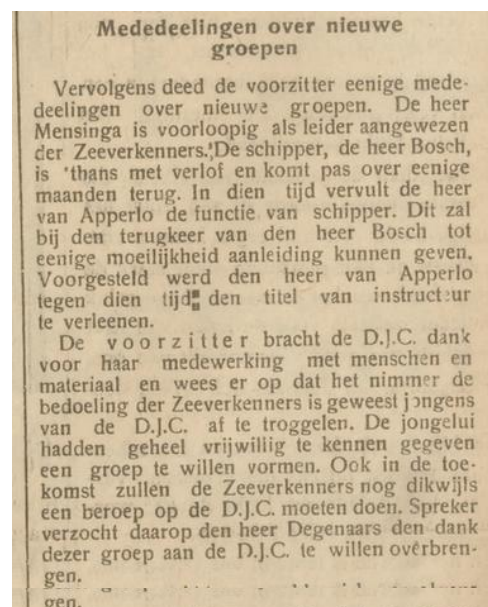 Mededeelingen over nieuwe
groepen
Vervolgens deed de voorzitter eenige mede-
deelingen over nieuwe groepen. De heer
Mensinga is voorloopig als leider aangewezen
der Zeeverkenners. De schipper, de heer Bosch,
is 'thans met verlof en komt pas over eenige
maanden terug. In dien tijd vervult de heer
van Apperlo de functie van schipper. Dit zal
bij den terugkeer van den heer Bosch tot
eenige moeilijkheid aanleiding kunnen geven.
Voorgesteld werd den heer van Apperlo
tegen dien tijd den titel van instructeur
te verleenen.
De voorzitter bracht de D.J.C. dank
voor haar medewerking met menschen en
materiaal en wees er op dat het nimmer de
bedoeling der Zeeverkenners is geweest jongens
van de D.J.C. af te troggelen. De jongelui
hadden geheel vrijwillig te kennen gegeven
een groep te willen vormen. Ook in de toe-
komst zullen de Zeeverkenners nog dikwijls
een beroep op de D.J.C. moeten doen. Spreker
verzocht daarop den heer Degenaars den dank
dezer groep aan de D.J.C. te willen overbren-
gen.
gen.